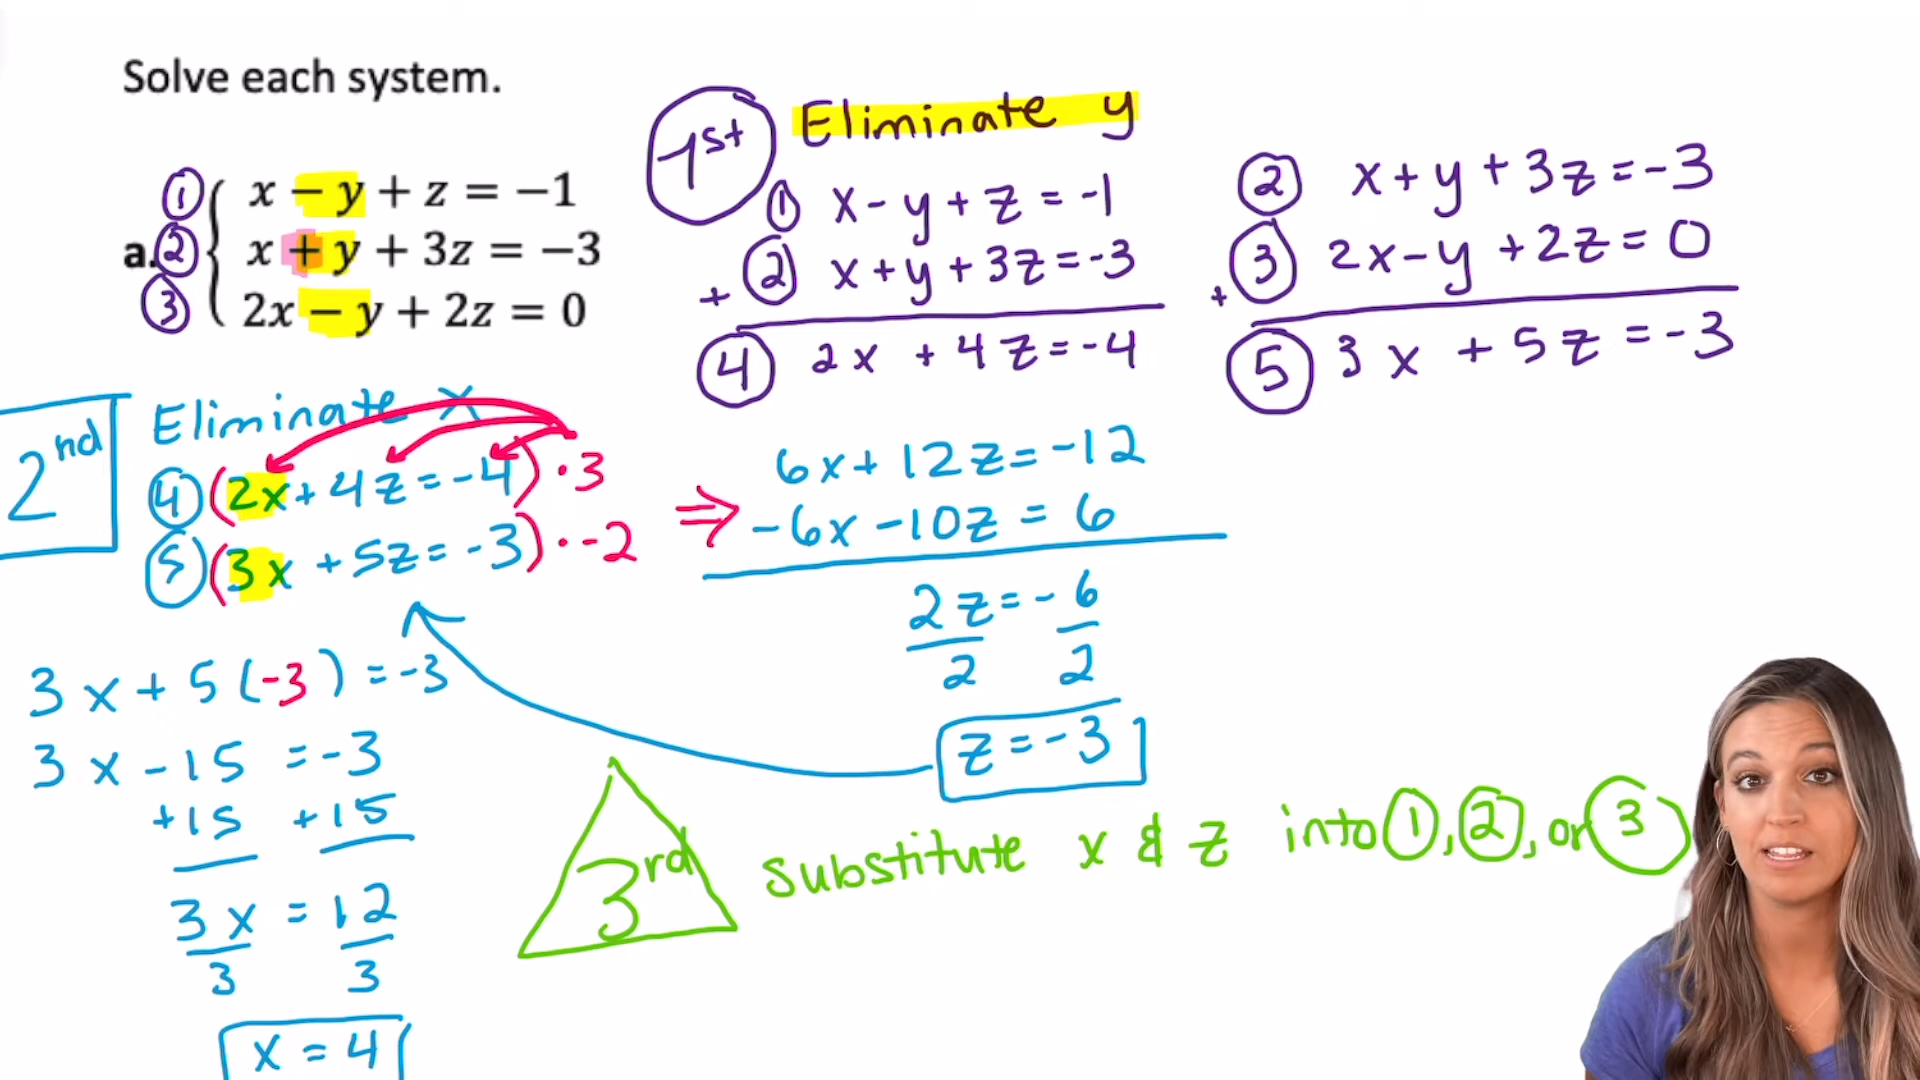 Solve each system.
① x − y + z = −1
a. ② x + y + 3z = −3
③ 2x − y + 2z = 0
1st Eliminate y
① x - y + z = -1
+ ② x + y + 3z = -3
④ 2x + 4z = -4
② x + y + 3z = -3
+ ③ 2x - y + 2z = 0
⑤ 3x + 5z = -3
2nd Eliminate x
④ (2x + 4z = -4) · 3
⑤ (3x + 5z = -3) · -2
⇒ 6x + 12z = -12
-6x - 10z = 6
2z = -6
2 2
z = -3
3x + 5(-3) = -3
3x - 15 = -3
+15 +15
3x = 12
3 3
x = 4
3rd substitute x & z into ①, ②, or ③